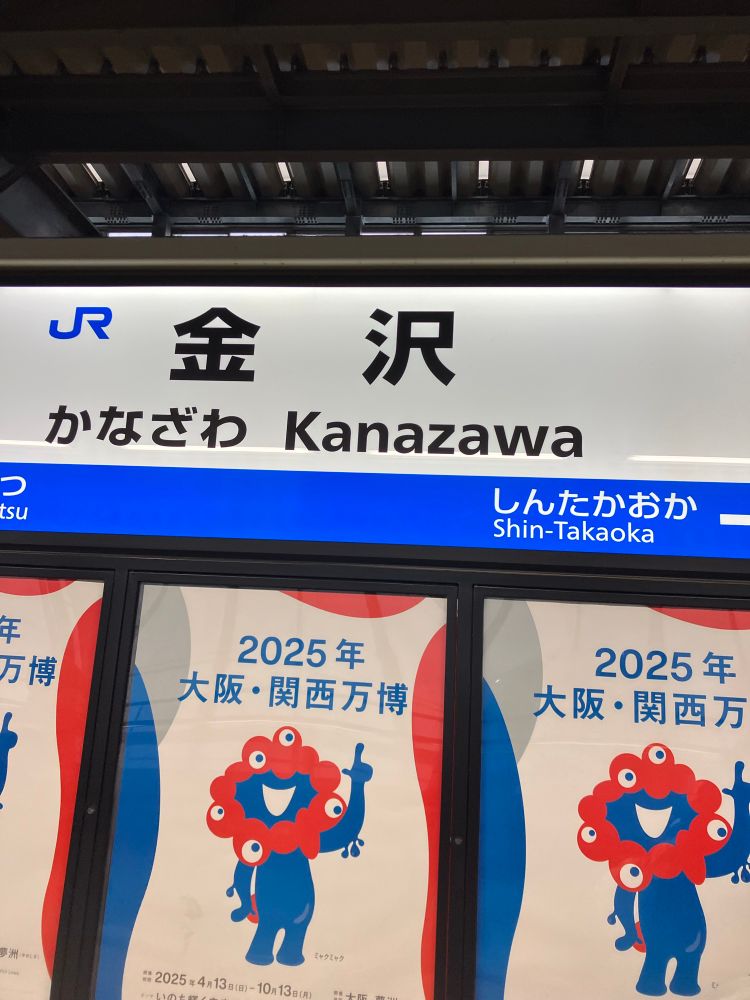 JR 金沢
かなざわ Kanazawa
つ しんたかおか
tsu Shin-Takaoka
年
万博
2025年
大阪・関西万博
ミャクミャク
2025年4月13日(日)-10月13日(月)
2025年
大阪・関西万
夢洲